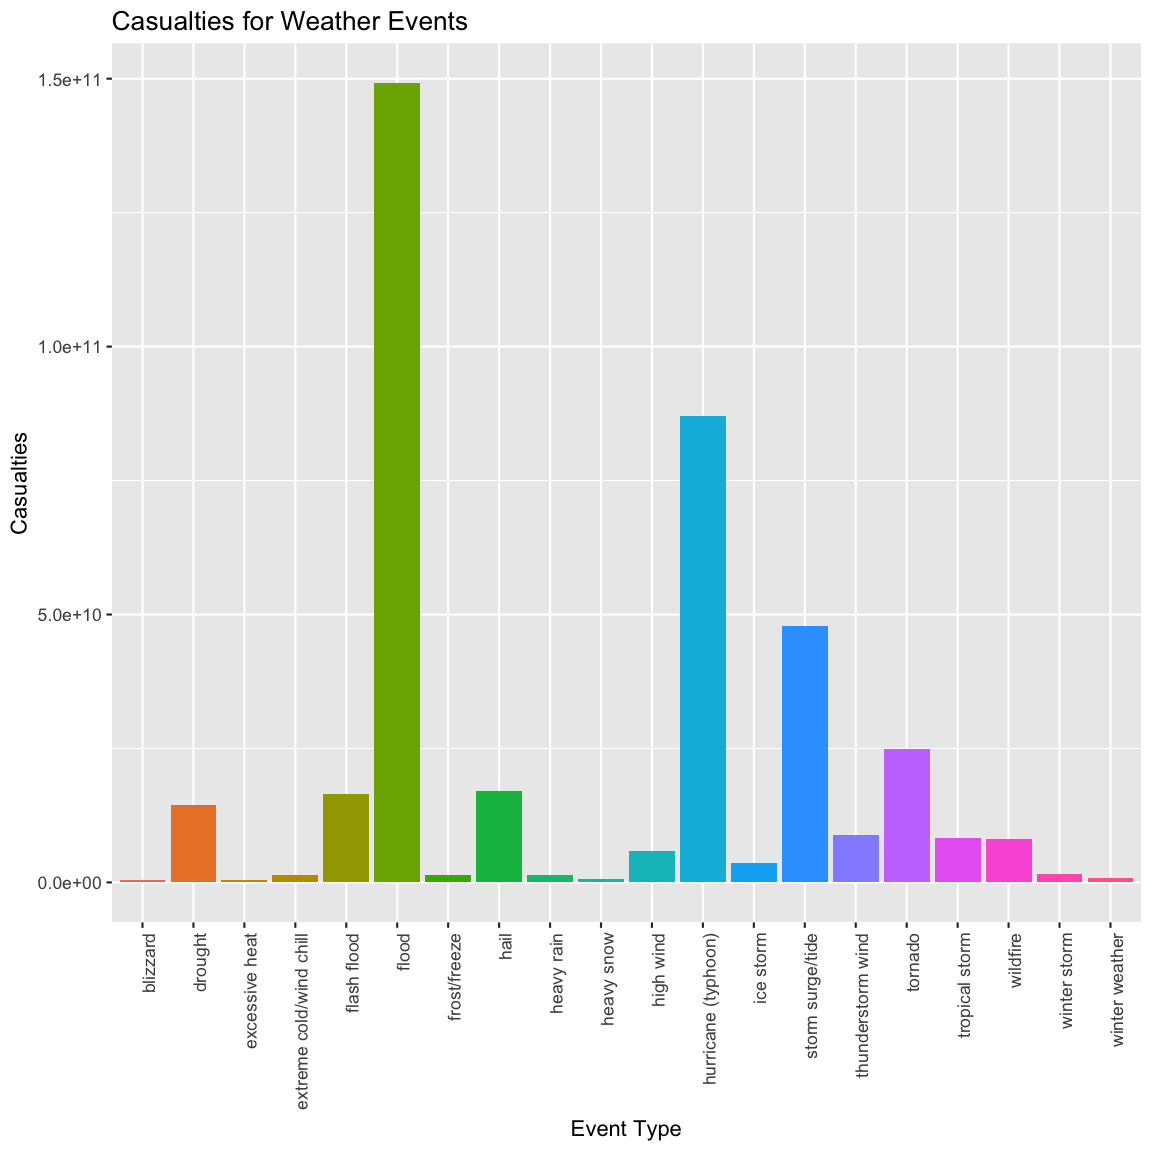 Casualties for Weather Events
Casualties
1.5e+11
1.0e+11
5.0e+10
0.0e+00
blizzard
drought
excessive heat
extreme cold/wind chill
flash flood
flood
frost/freeze
hail
heavy rain
heavy snow
high wind
hurricane (typhoon)
ice storm
storm surge/tide
thunderstorm wind
tornado
tropical storm
wildfire
winter storm
winter weather
Event Type